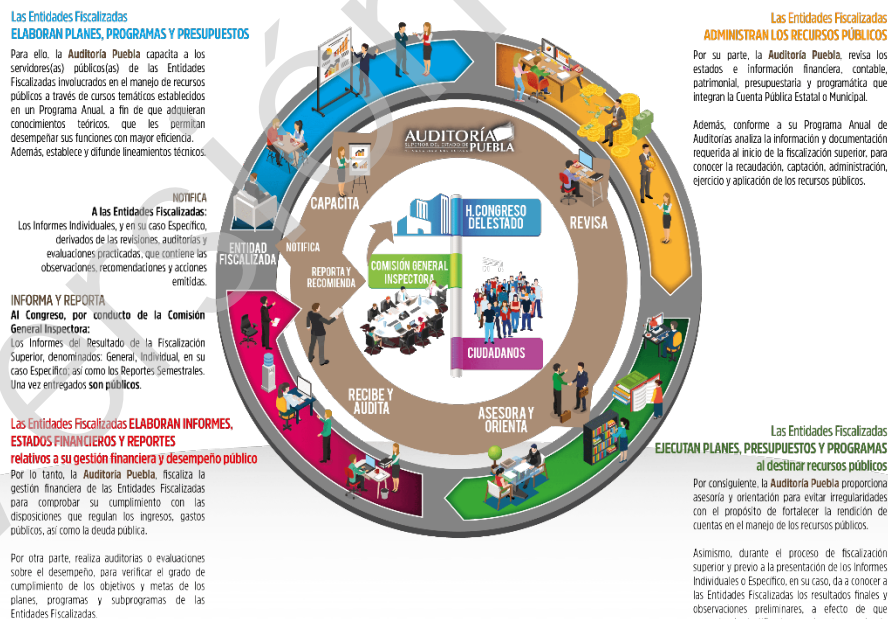 Las Entidades Fiscalizadas
ELABORAN PLANES, PROGRAMAS Y PRESUPUESTOS
Para ello, la Auditoría Puebla capacita a los
servidores(as) públicos(as) de las Entidades
Fiscalizadas involucrados en el manejo de recursos
públicos a través de cursos temáticos establecidos
en un Programa Anual, a fin de que adquieran
conocimientos teóricos, que les permitan
desempeñar sus funciones con mayor eficiencia.
Además, establece y difunde lineamientos técnicos.
NOTIFICA
A las Entidades Fiscalizadas:
Los Informes Individuales, y en su caso Específico,
derivados de las revisiones, auditorías y
evaluaciones practicadas, que contiene las
observaciones, recomendaciones y acciones
emitidas.
INFORMA Y REPORTA
Al Congreso, por conducto de la Comisión
General Inspectora:
Los Informes del Resultado de la Fiscalización
Superior, denominados: General, Individual, en su
caso Específico, así como los Reportes Semestrales.
Una vez entregados son públicos.
Las Entidades Fiscalizadas ELABORAN INFORMES,
ESTADOS FINANCIEROS Y REPORTES
relativos a su gestión financiera y desempeño público
Por lo tanto, la Auditoría Puebla, fiscaliza la
gestión financiera de las Entidades Fiscalizadas
para comprobar su cumplimiento con las
disposiciones que regulan los ingresos, gastos
públicos, así como la deuda pública.
Por otra parte, realiza auditorias o evaluaciones
sobre el desempeño, para verificar el grado de
cumplimiento de los objetivos y metas de los
planes, programas y subprogramas de las
Entidades Fiscalizadas.
AUDITORÍA
SUPERIOR DEL ESTADO DE PUEBLA
CAPACITA
REVISA
ENTIDAD
FISCALIZADA
NOTIFICA
REPORTA Y
RECOMIENDA
H. CONGRESO
DEL ESTADO
COMISIÓN GENERAL
INSPECTORA
CIUDADANOS
RECIBE Y
AUDITA
ASESORA Y
ORIENTA
Las Entidades Fiscalizadas
ADMINISTRAN LOS RECURSOS PÚBLICOS
Por su parte, la Auditoría Puebla, revisa los
estados e información financiera, contable,
patrimonial, presupuestaria y programática que
integran la Cuenta Pública Estatal o Municipal.
Además, conforme a su Programa Anual de
Auditorías analiza la información y documentación
requerida al inicio de la fiscalización superior, para
conocer la recaudación, captación, administración,
ejercicio y aplicación de los recursos públicos.
Las Entidades Fiscalizadas
EJECUTAN PLANES, PRESUPUESTOS Y PROGRAMAS
al destinar recursos públicos
Por consiguiente, la Auditoría Puebla proporciona
asesoría y orientación para evitar irregularidades
con el propósito de fortalecer la rendición de
cuentas en el manejo de los recursos públicos.
Asimismo, durante el proceso de fiscalización
superior y previo a la presentación de los Informes
Individuales o Específico, en su caso, da a conocer a
las Entidades Fiscalizadas los resultados finales y
observaciones preliminares, a efecto de que